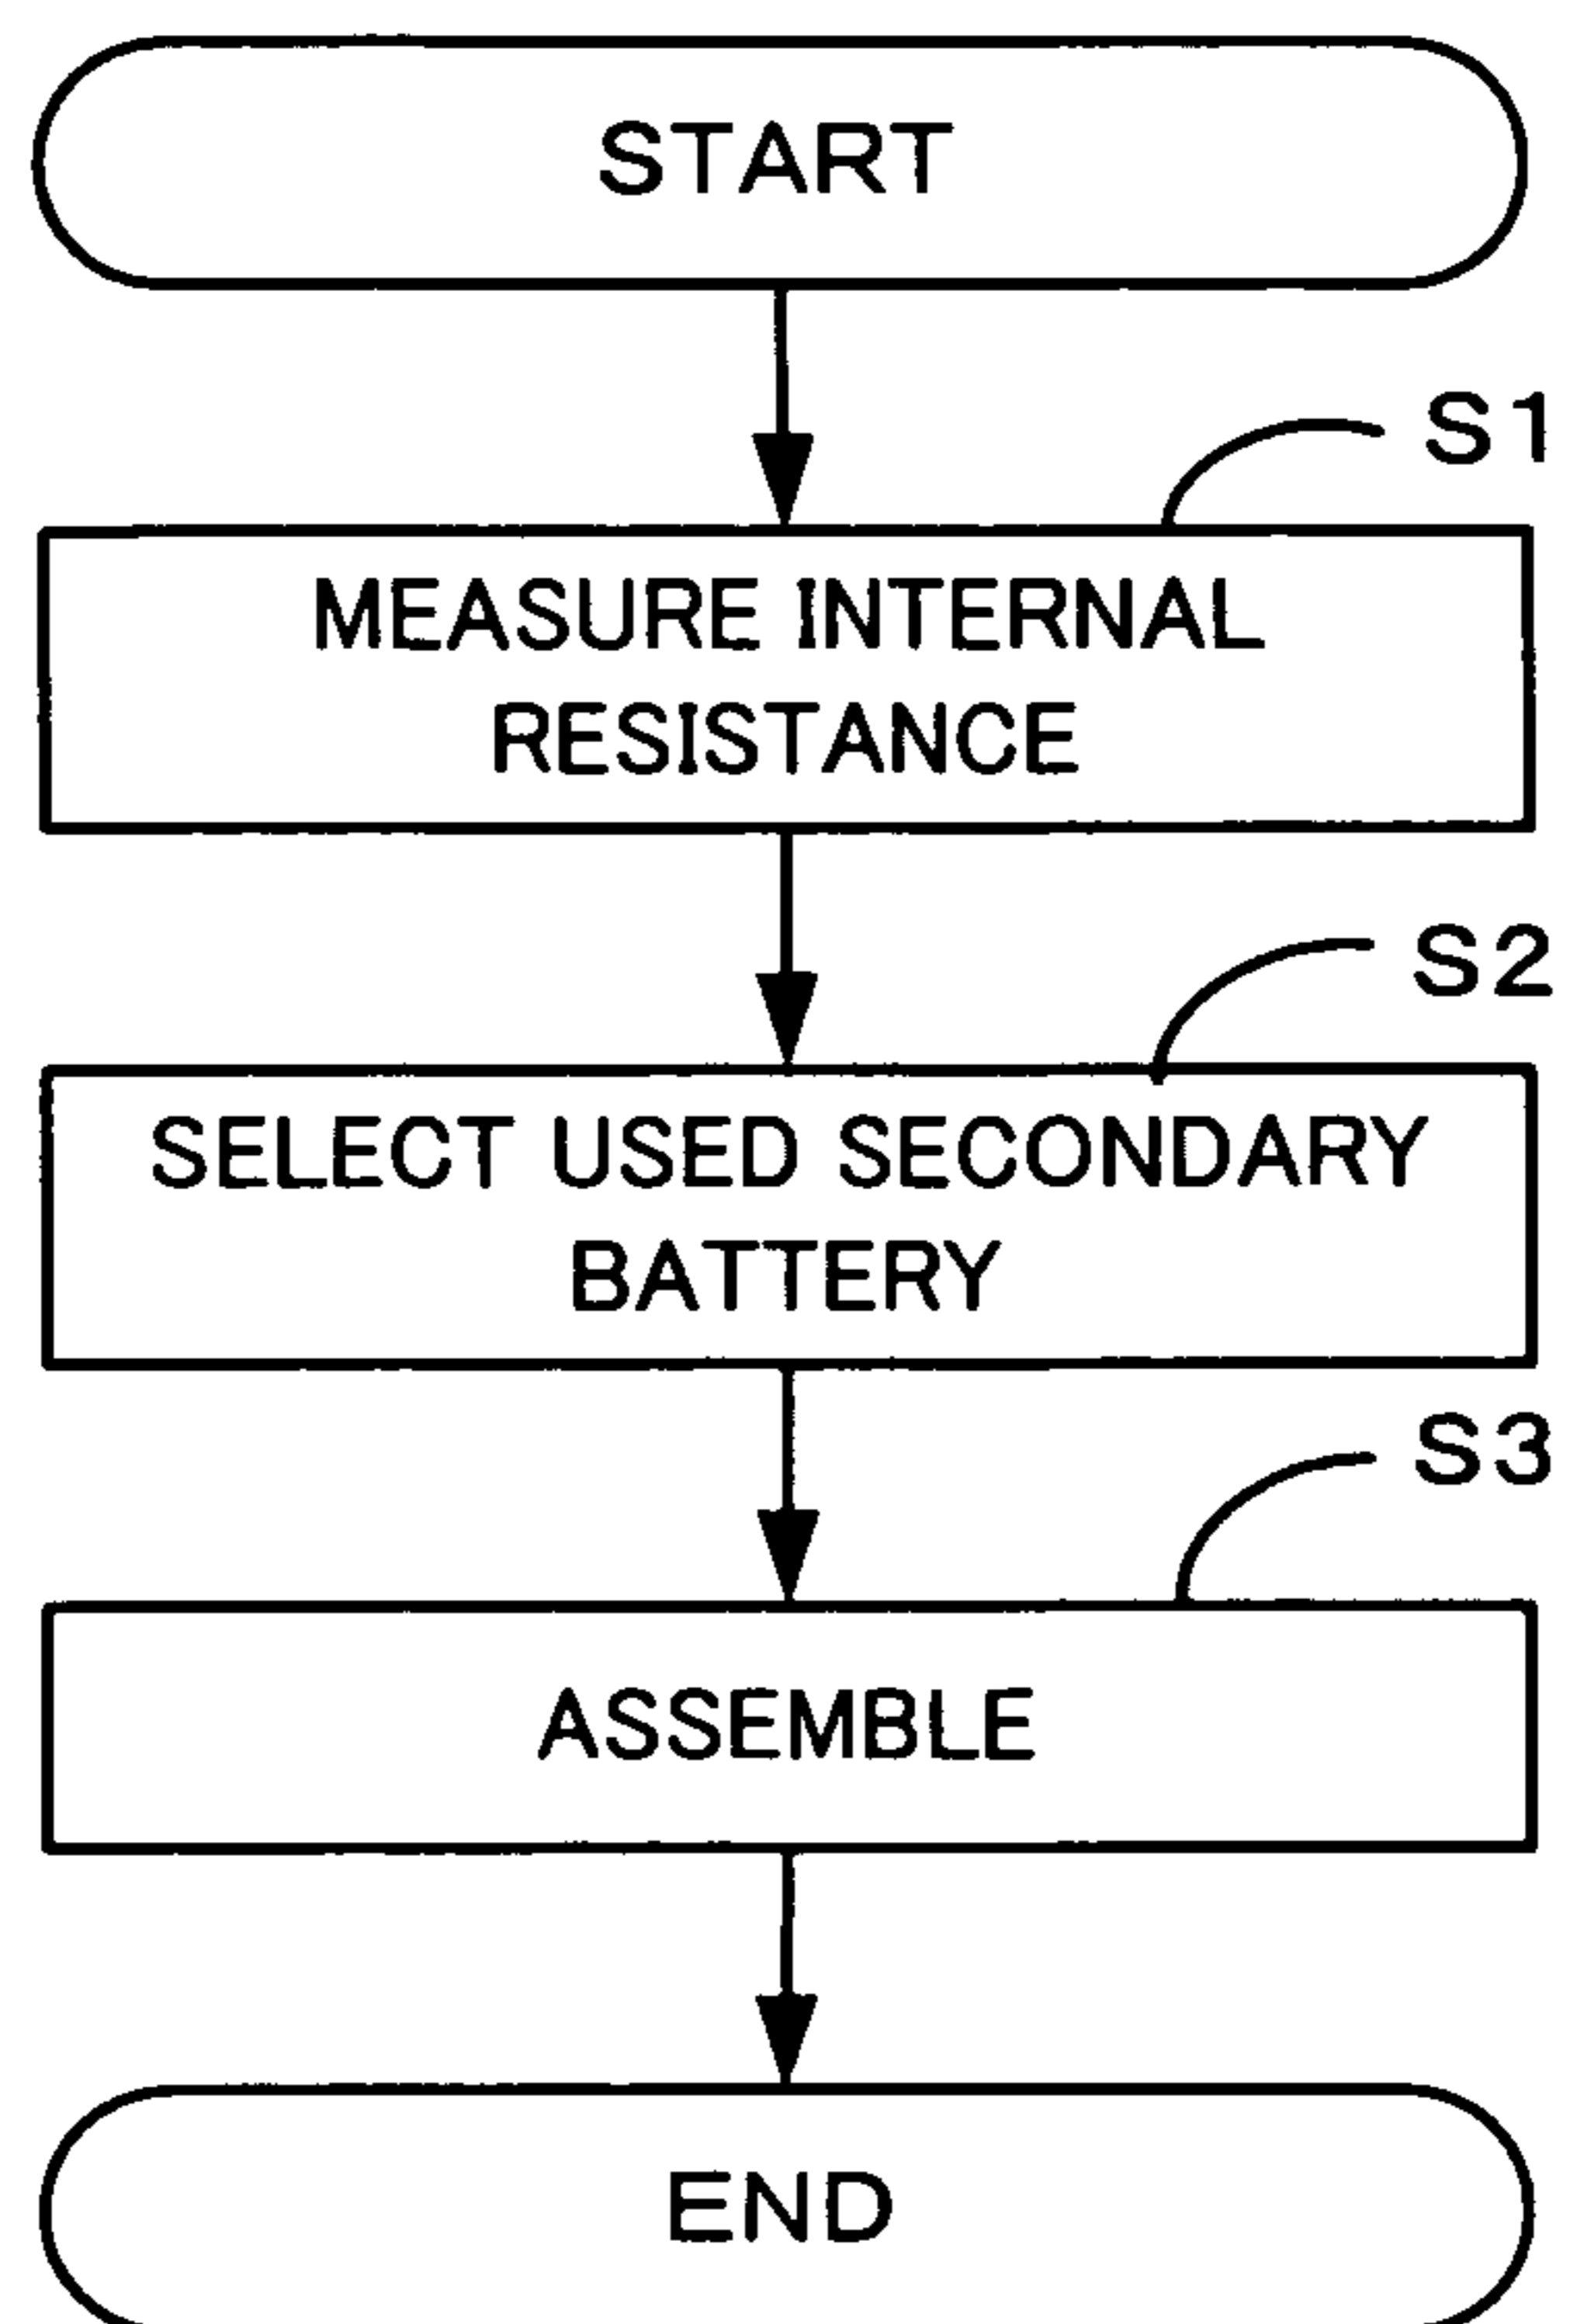 START
S1
MEASURE INTERNAL
RESISTANCE
S2
SELECT USED SECONDARY
BATTERY
S3
ASSEMBLE
END